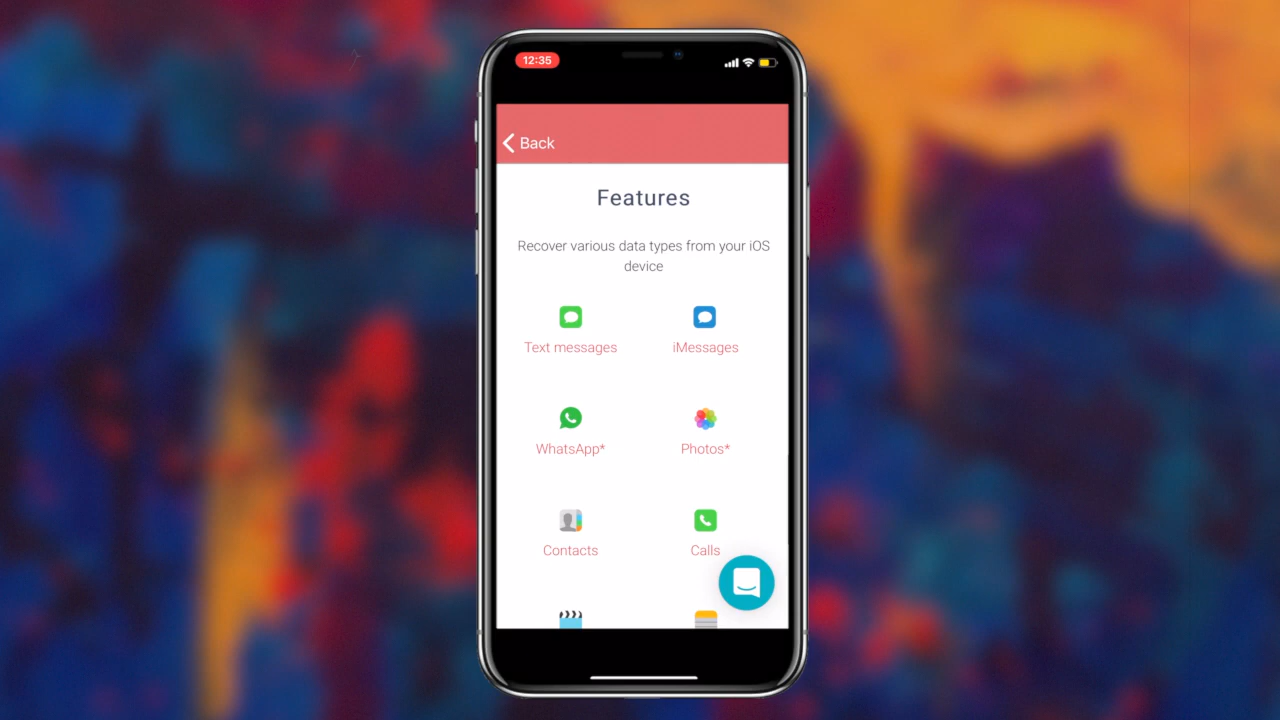 12:35
Back
Features
Recover various data types from your iOS
device
Text messages
iMessages
WhatsApp*
Photos*
Contacts
Calls